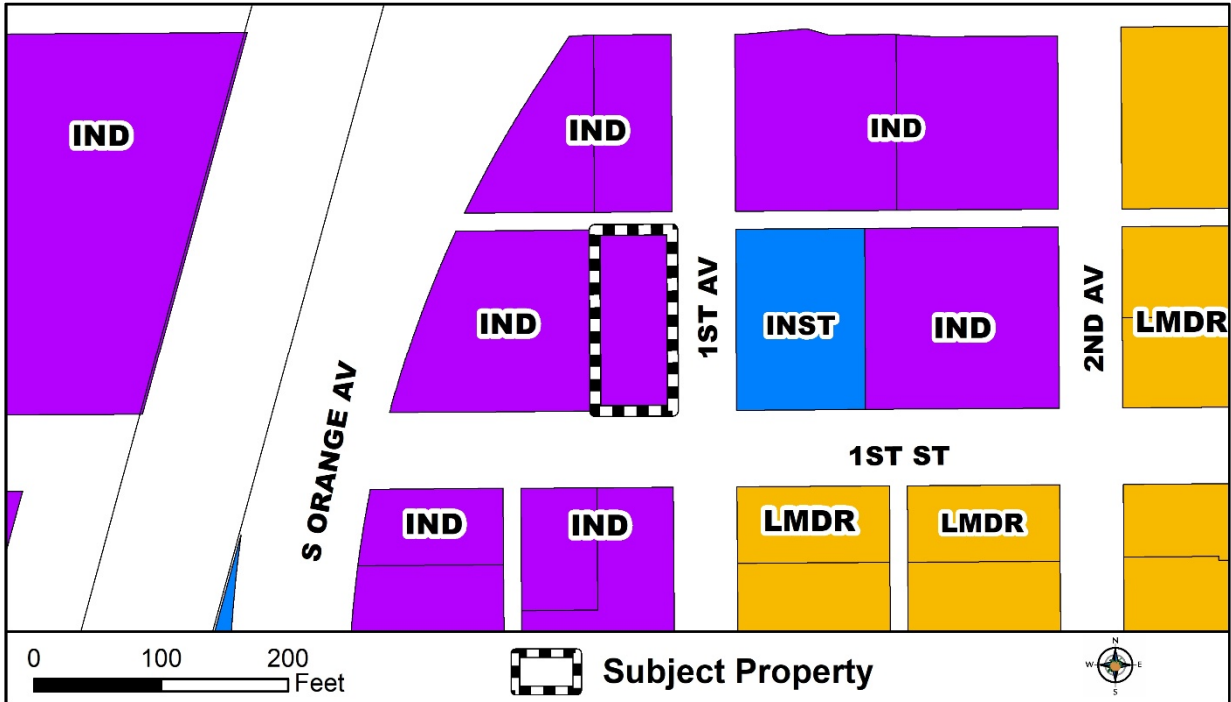 IND
IND
IND
IND
1ST AV
INST
IND
2ND AV
LMDR
S ORANGE AV
1ST ST
IND
IND
LMDR
LMDR
0 100 200
Feet
Subject Property
N
W E
S